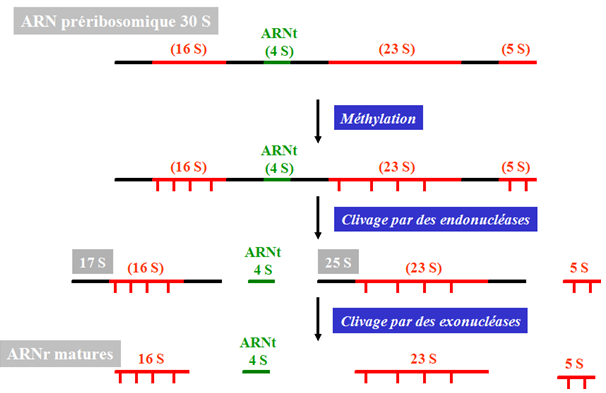 ARN préribosomique 30 S
ARNt
(16 S) (4 S) (23 S) (5 S)
Méthylation
ARNt
(16 S) (4 S) (23 S) (5 S)
Clivage par des endonucléases
ARNt
17 S (16 S) 4 S 25 S (23 S) 5 S
Clivage par des exonucléases
ARNr matures
ARNt
16 S 4 S 23 S 5 S